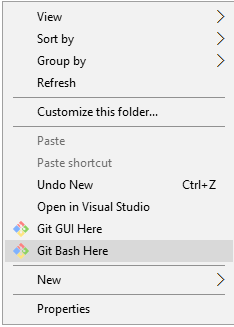 View
Sort by
Group by
Refresh
Customize this folder...
Paste
Paste shortcut
Undo New Ctrl+Z
Open in Visual Studio
Git GUI Here
Git Bash Here
New
Properties